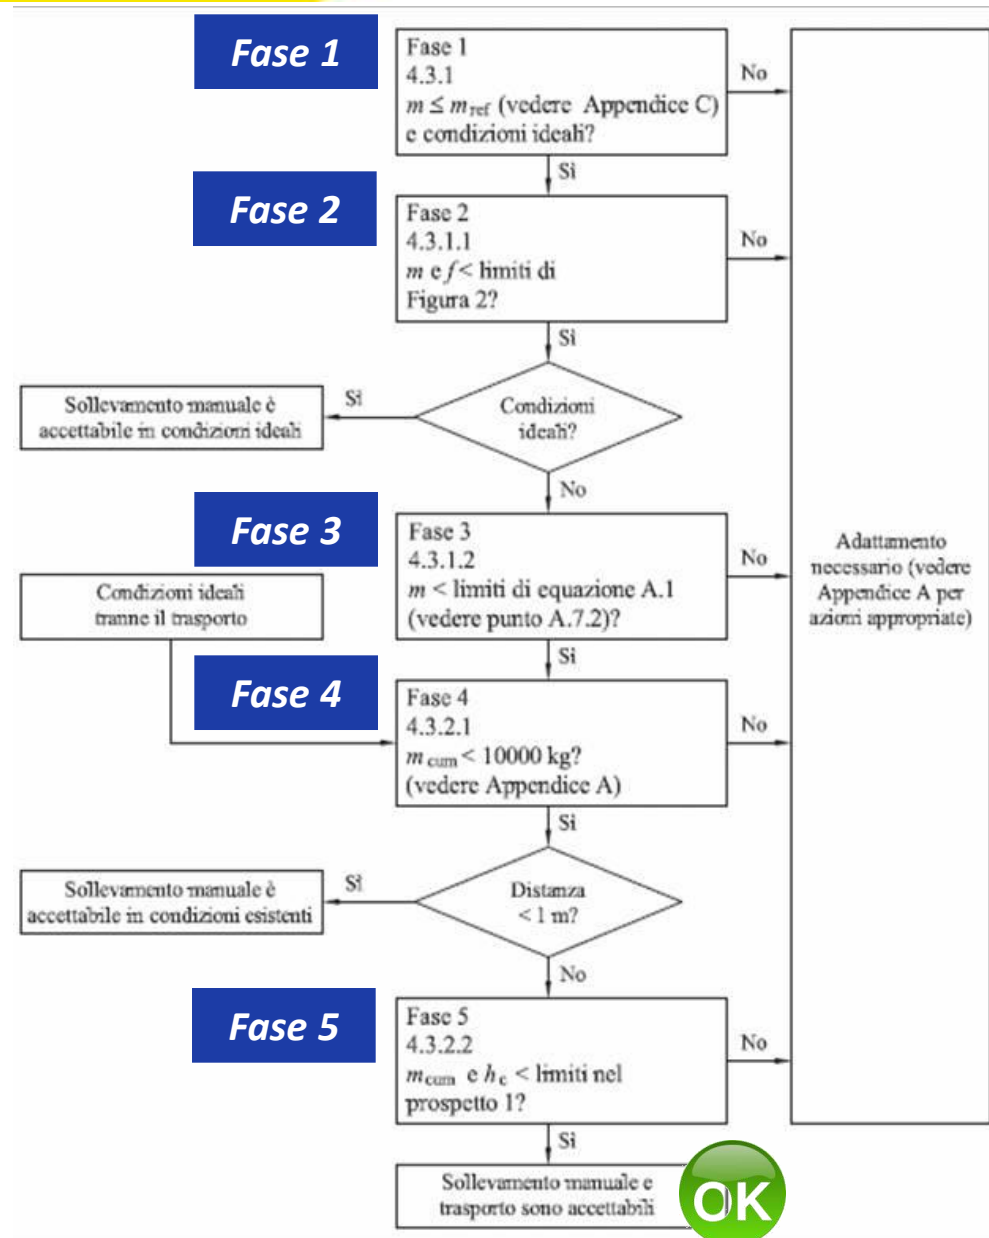 Fase 1
Fase 1
4.3.1
m ≤ mref (vedere Appendice C)
e condizioni ideali?
No
Sì
Fase 2
Fase 2
4.3.1.1
m e f < limiti di
Figura 2?
No
Sì
Condizioni
ideali?
Sì
Sollevamento manuale è
accettabile in condizioni ideali
No
Fase 3
Fase 3
4.3.1.2
m < limiti di equazione A.1
(vedere punto A.7.2)?
No
Adattamento
necessario (vedere
Appendice A per
azioni appropriate)
Condizioni ideali
tranne il trasporto
Sì
Fase 4
Fase 4
4.3.2.1
mcum < 10000 kg?
(vedere Appendice A)
No
Sì
Distanza
< 1 m?
Sì
Sollevamento manuale è
accettabile in condizioni esistenti
No
Fase 5
Fase 5
4.3.2.2
mcum e hc < limiti nel
prospetto 1?
No
Sì
Sollevamento manuale e
trasporto sono accettabili
OK